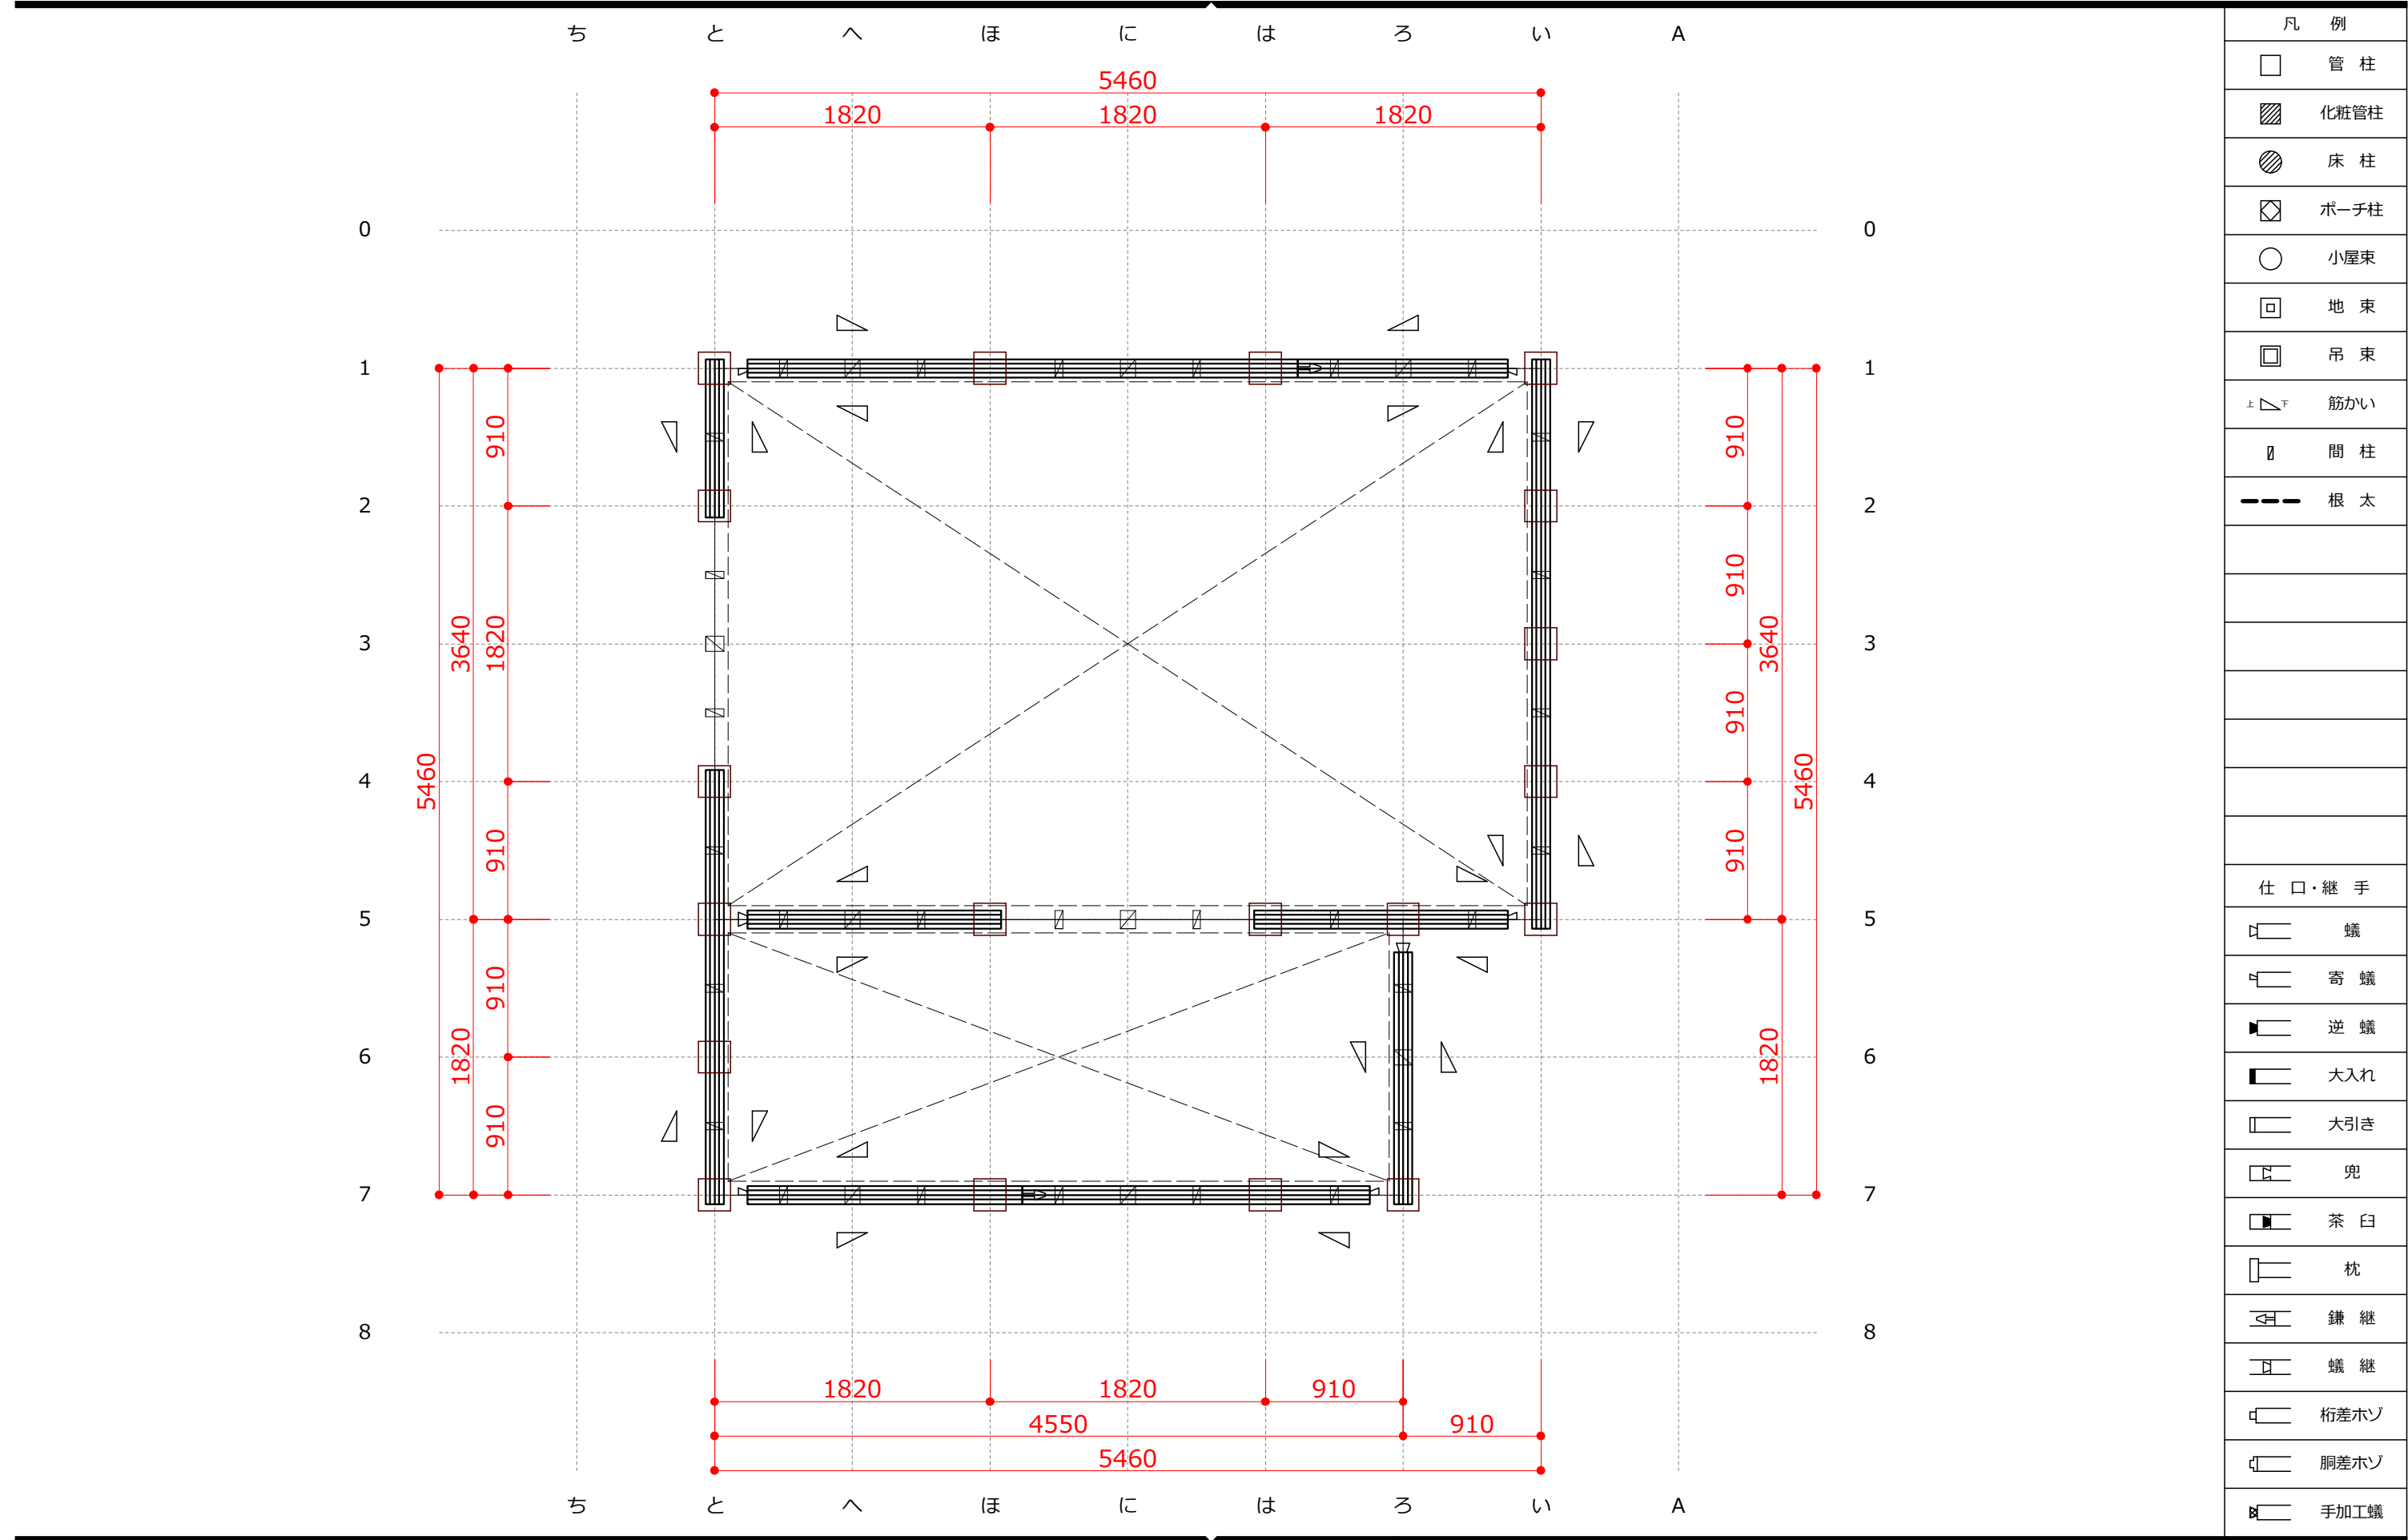 ち と へ ほ に は ろ い A
5460
1820 1820 1820
0 0
1 1
910 910
2 2
910
3640 1820 3640
3 3
910
5460 5460
4 4
910 910
5 5
910
1820 1820
6 6
910
7 7
8 8
1820 1820 910
4550 910
5460
ち と へ ほ に は ろ い A
凡 例
管 柱
化粧管柱
床 柱
ポーチ柱
小屋束
地 束
吊 束
上 下 筋かい
間 柱
根 太
仕 口・継 手
蟻
寄 蟻
逆 蟻
大入れ
大引き
兜
茶 臼
枕
鎌 継
蟻 継
桁差ホゾ
胴差ホゾ
手加工蟻